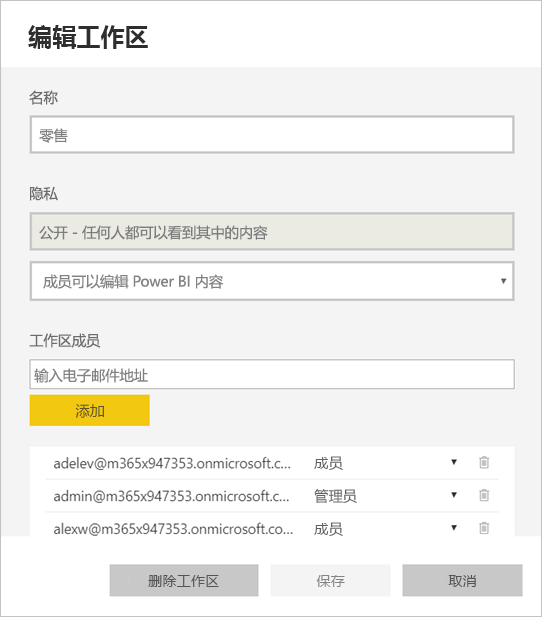 编辑工作区
名称
零售
隐私
公开 - 任何人都可以看到其中的内容
成员可以编辑 Power BI 内容
工作区成员
输入电子邮件地址
添加
adelev@m365x947353.onmicrosoft.c... 成员
admin@m365x947353.onmicrosoft.c... 管理员
alexw@m365x947353.onmicrosoft.co... 成员
删除工作区 保存 取消